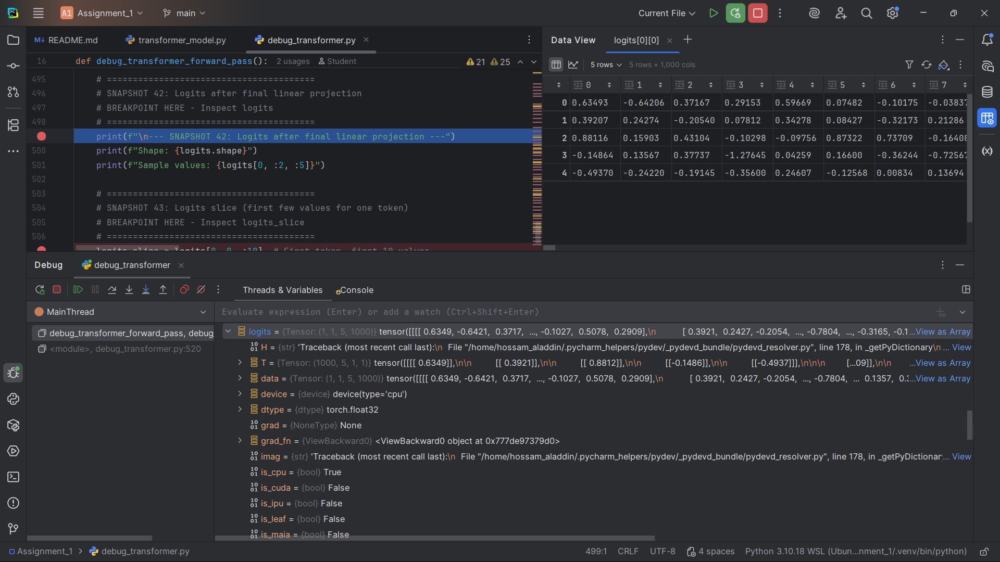 A1 Assignment_1 main Current File
README.md transformer_model.py debug_transformer.py
16 def debug_transformer_forward_pass(): 2 usages Student 21 25
495 # ========================================
496 # SNAPSHOT 42: Logits after final linear projection
497 # BREAKPOINT HERE - Inspect logits
498 # ========================================
print(f"\n--- SNAPSHOT 42: Logits after final linear projection ---")
500 print(f"Shape: {logits.shape}")
501 print(f"Sample values: {logits[0, :2, :5]}")
502
503 # ========================================
504 # SNAPSHOT 43: Logits slice (first few values for one token)
505 # BREAKPOINT HERE - Inspect logits_slice
506 # ========================================
logits_slice = logits[0, 0, :10] # First token, first 10 values
Data View logits[0][0]
5 rows 5 rows × 1,000 cols
0 1 2 3 4 5 6 7
0 0.63493 -0.64206 0.37167 0.29153 0.59669 0.07482 -0.10175 -0.03837
1 0.39207 0.24274 -0.20540 0.07812 0.34278 0.08427 -0.32173 0.21286
2 0.88116 0.15903 0.43104 -0.10298 -0.09756 0.87322 0.73709 -0.16408
3 -0.14864 0.13567 0.37737 -1.27645 0.04259 0.16600 -0.36244 -0.72567
4 -0.49370 -0.24220 -0.19145 -0.35600 0.24607 -0.12568 0.00834 0.13694
Debug debug_transformer
Threads & Variables Console
MainThread
debug_transformer_forward_pass, debug
<module>, debug_transformer.py:520
Evaluate expression (Enter) or add a watch (Ctrl+Shift+Enter)
logits = {Tensor: (1, 1, 5, 1000)} tensor([[[[ 0.6349, -0.6421, 0.3717, ..., -0.1027, 0.5078, 0.2909],\n [ 0.3921, 0.2427, -0.2054, ..., -0.7804, ..., -0.3165, -0.1...View as Array
H = {str} 'Traceback (most recent call last):\n File "/home/hossam_aladdin/.pycharm_helpers/pydev/_pydevd_bundle/pydevd_resolver.py", line 178, in _getPyDictionary\n ... View
T = {Tensor: (1000, 5, 1, 1)} tensor([[[[ 0.6349]],\n\n [[ 0.3921]],\n\n [[ 0.8812]],\n\n [[-0.1486]],\n\n [[-0.4937]]],\n\n\n [...09]],\n\n ...View as Array
data = {Tensor: (1, 1, 5, 1000)} tensor([[[[ 0.6349, -0.6421, 0.3717, ..., -0.1027, 0.5078, 0.2909],\n [ 0.3921, 0.2427, -0.2054, ..., -0.7804, ... 0.1357, 0.3...View as Array
device = {device} device(type='cpu')
dtype = {dtype} torch.float32
grad = {NoneType} None
grad_fn = {ViewBackward0} <ViewBackward0 object at 0x777de97379d0>
imag = {str} 'Traceback (most recent call last):\n File "/home/hossam_aladdin/.pycharm_helpers/pydev/_pydevd_bundle/pydevd_resolver.py", line 178, in _getPyDictionar... View
is_cpu = {bool} True
is_cuda = {bool} False
is_ipu = {bool} False
is_leaf = {bool} False
is_maia = {bool} False
Assignment_1 > debug_transformer.py 499:1 CRLF UTF-8 4 spaces Python 3.10.18 WSL (Ubun...nment_1/.venv/bin/python)